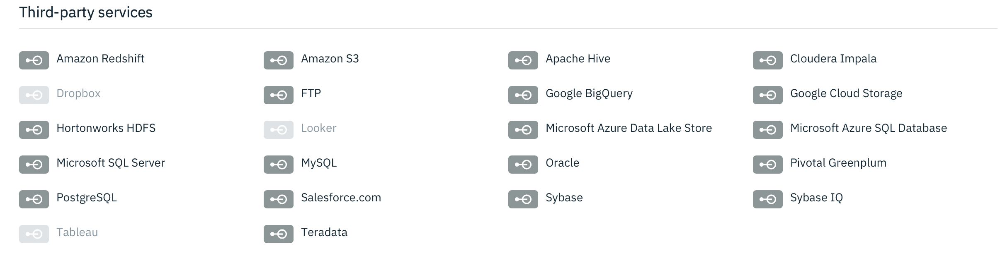 Third-party services
Amazon Redshift
Amazon S3
Apache Hive
Cloudera Impala
Dropbox
FTP
Google BigQuery
Google Cloud Storage
Hortonworks HDFS
Looker
Microsoft Azure Data Lake Store
Microsoft Azure SQL Database
Microsoft SQL Server
MySQL
Oracle
Pivotal Greenplum
PostgreSQL
Salesforce.com
Sybase
Sybase IQ
Tableau
Teradata